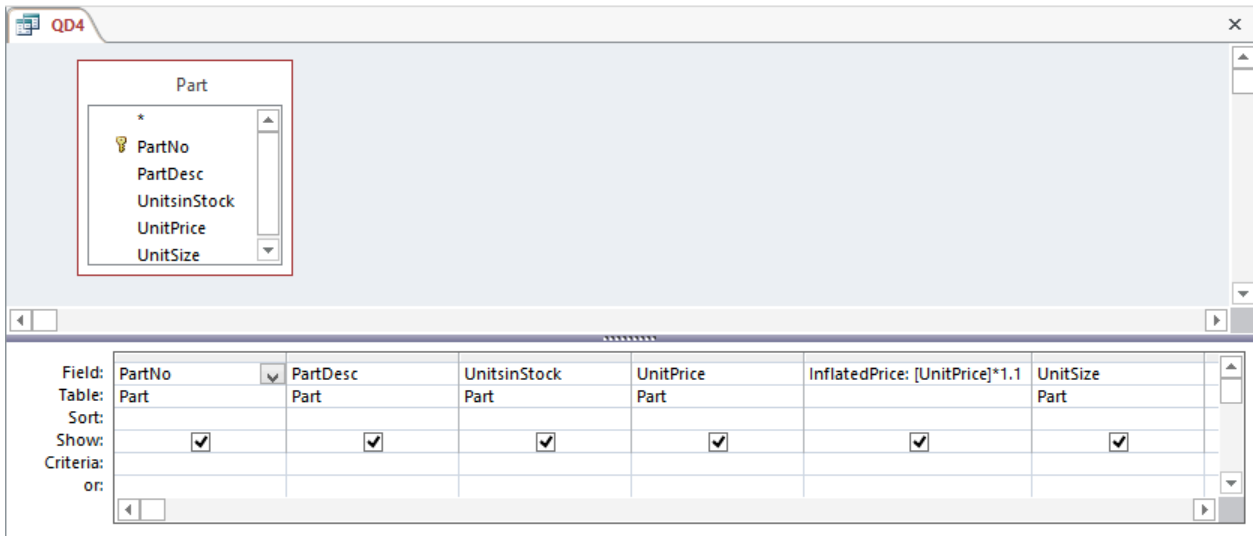 QD4
Part
*
PartNo
PartDesc
UnitsinStock
UnitPrice
UnitSize
Field: PartNo PartDesc UnitsinStock UnitPrice InflatedPrice: [UnitPrice]*1.1 UnitSize
Table: Part Part Part Part Part
Sort:
Show:
Criteria:
or: